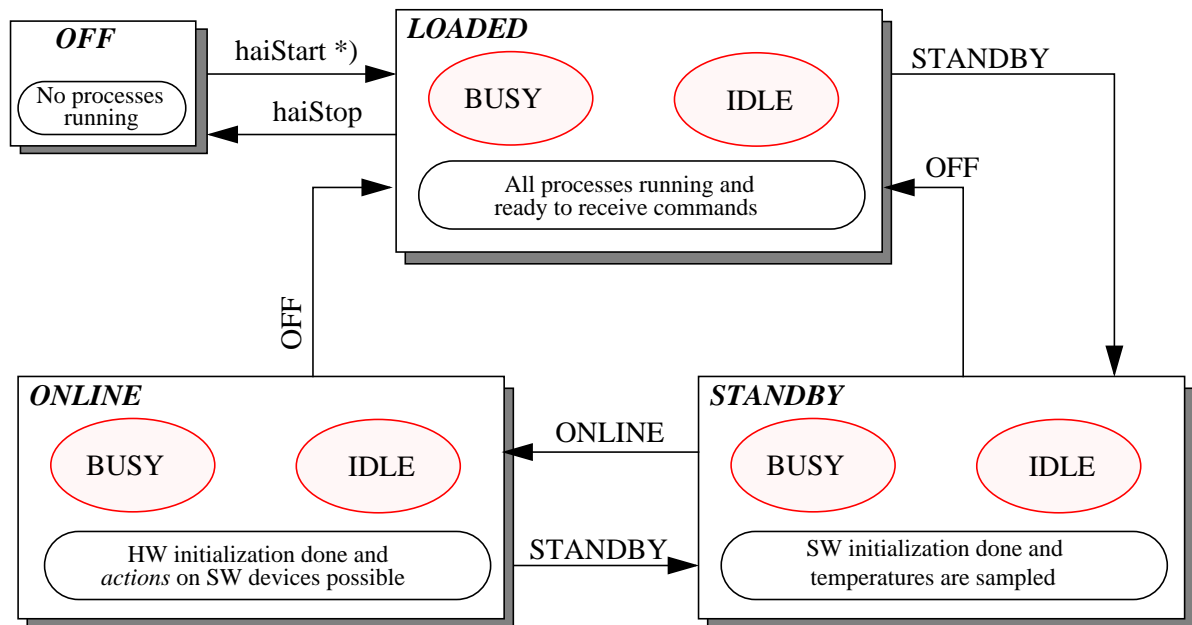 OFF
No processes
running
haiStart *)
haiStop
LOADED
BUSY
IDLE
All processes running and
ready to receive commands
STANDBY
OFF
OFF
ONLINE
BUSY
IDLE
HW initialization done and
actions on SW devices possible
ONLINE
STANDBY
STANDBY
BUSY
IDLE
SW initialization done and
temperatures are sampled